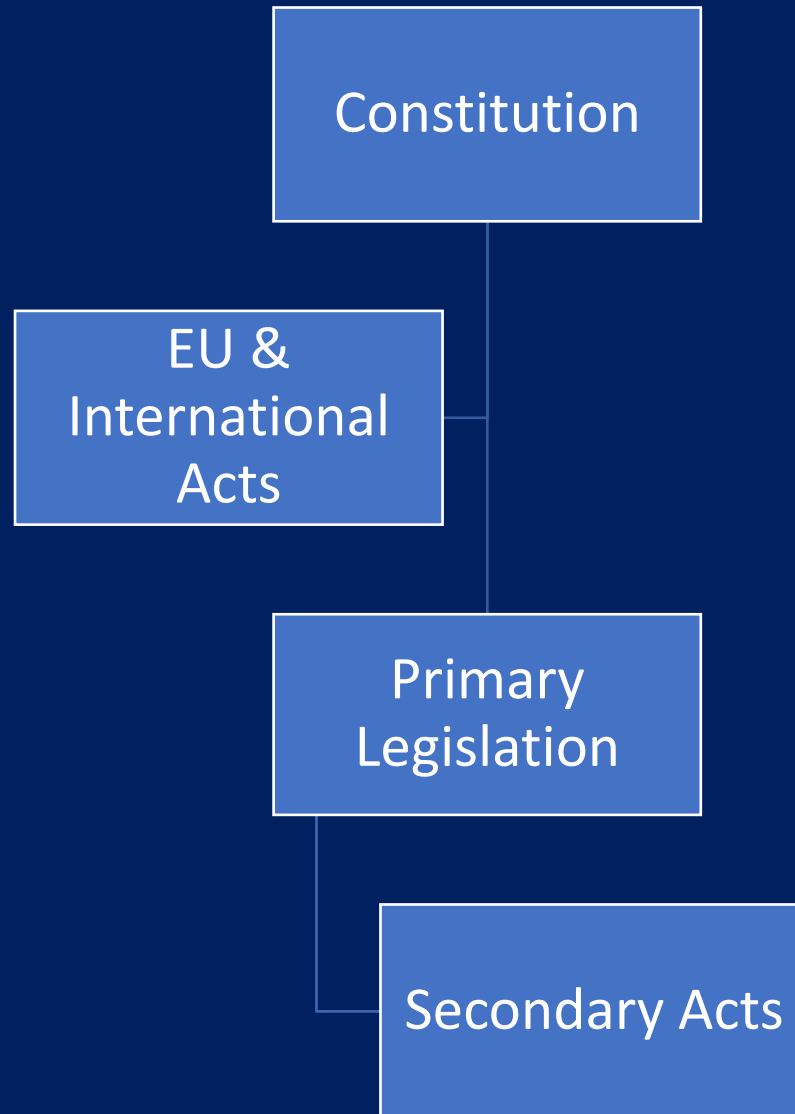 Constitution
EU &
International
Acts
Primary
Legislation
Secondary Acts